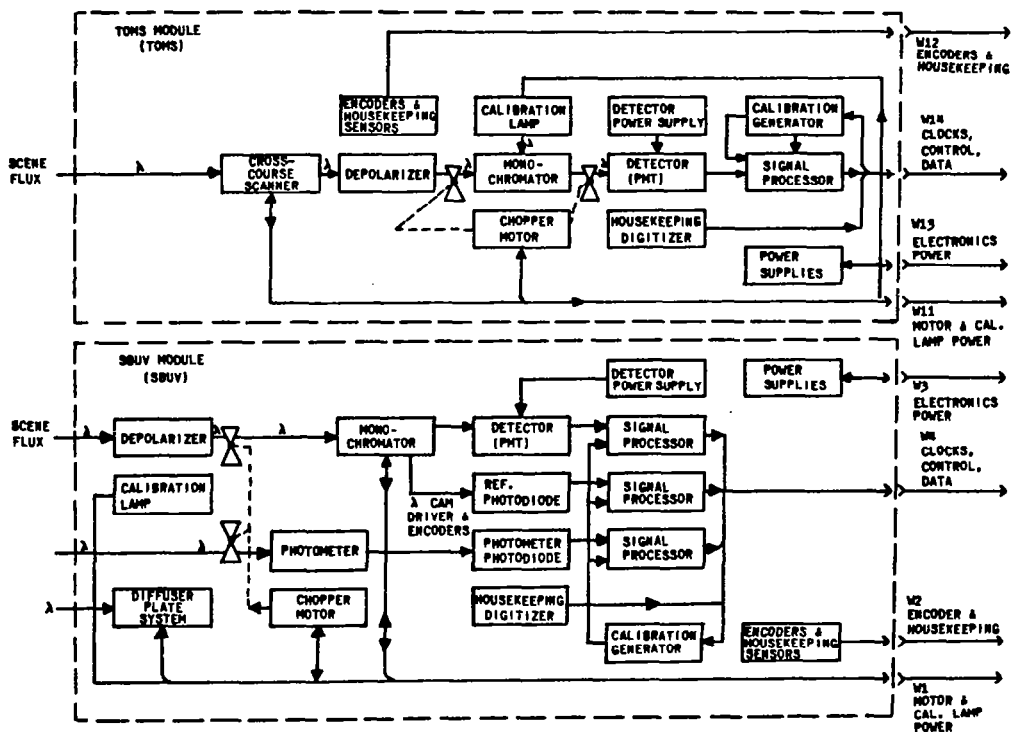 TOMS MODULE
(TOMS)
W12
ENCODERS &
HOUSEKEEPING
ENCODERS &
HOUSEKEEPING
SENSORS
CALIBRATION
LAMP
DETECTOR
POWER SUPPLY
CALIBRATION
GENERATOR
W14
CLOCKS,
CONTROL,
DATA
SCENE
FLUX
λ
CROSS-
COURSE
SCANNER
λ
DEPOLARIZER
λ
λ
MONO-
CHROMATOR
λ
DETECTOR
(PMT)
SIGNAL
PROCESSOR
CHOPPER
MOTOR
HOUSEKEEPING
DIGITIZER
POWER
SUPPLIES
W13
ELECTRONICS
POWER
W11
MOTOR & CAL.
LAMP POWER
SBUV MODULE
(SBUV)
DETECTOR
POWER SUPPLY
POWER
SUPPLIES
W3
ELECTRONICS
POWER
SCENE
FLUX
λ
DEPOLARIZER
λ
λ
MONO-
CHROMATOR
DETECTOR
(PMT)
SIGNAL
PROCESSOR
W4
CLOCKS,
CONTROL,
DATA
CALIBRATION
LAMP
λ CAM
DRIVER &
ENCODERS
REF.
PHOTODIODE
SIGNAL
PROCESSOR
λ
λ
PHOTOMETER
PHOTOMETER
PHOTODIODE
SIGNAL
PROCESSOR
λ
DIFFUSER
PLATE
SYSTEM
CHOPPER
MOTOR
HOUSEKEEPING
DIGITIZER
CALIBRATION
GENERATOR
ENCODERS &
HOUSEKEEPING
SENSORS
W2
ENCODER &
HOUSEKEEPING
W1
MOTOR
&
CAL. LAMP
POWER